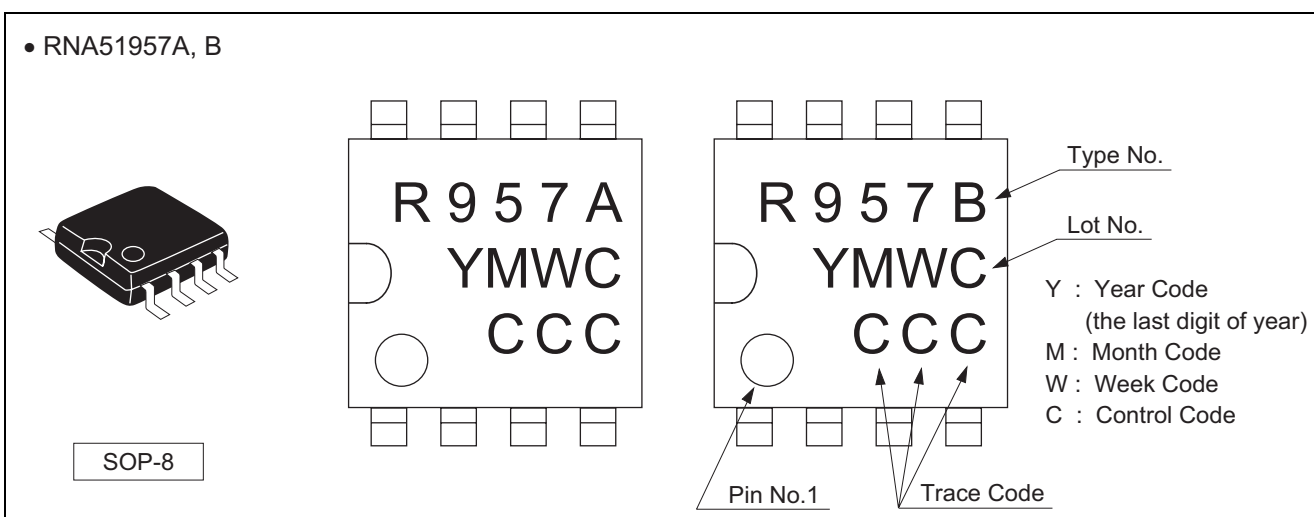 • RNA51957A, B
SOP-8
R 9 5 7 A
YMWC
C C C
R 9 5 7 B
YMWC
C C C
Pin No.1
Trace Code
Type No.
Lot No.
Y : Year Code
(the last digit of year)
M : Month Code
W : Week Code
C : Control Code